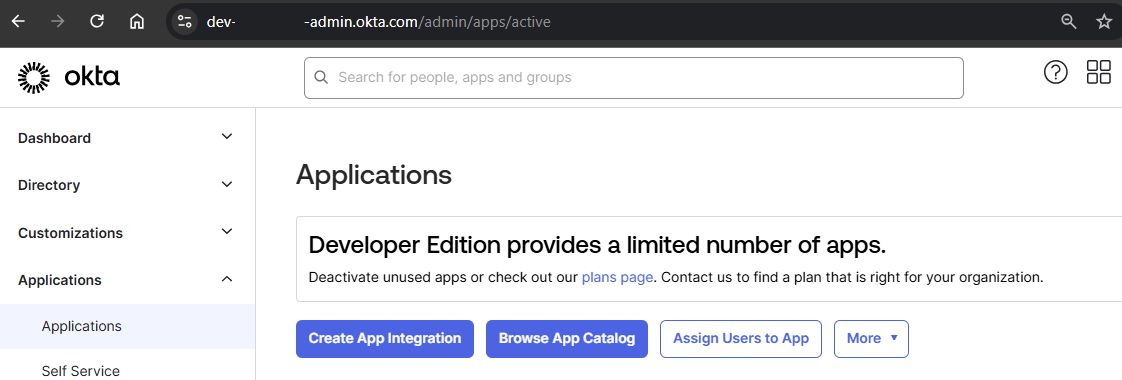 dev- -admin.okta.com/admin/apps/active
okta
Search for people, apps and groups
Dashboard
Directory
Customizations
Applications
Applications
Self Service
Applications
Developer Edition provides a limited number of apps.
Deactivate unused apps or check out our plans page. Contact us to find a plan that is right for your organization.
Create App Integration
Browse App Catalog
Assign Users to App
More